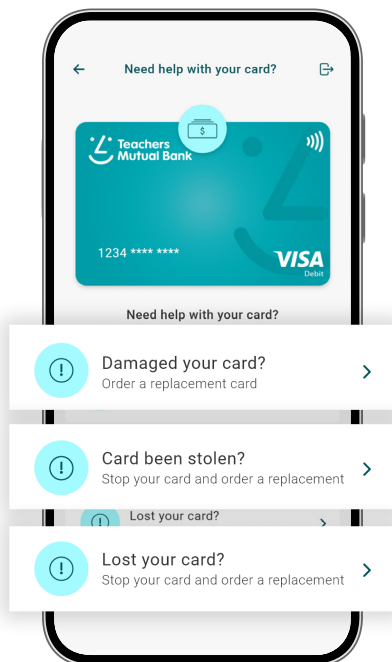 Need help with your card?
$
Teachers
Mutual Bank
1234 **** ****
VISA
Debit
Need help with your card?
Damaged your card?
Order a replacement card
Card been stolen?
Stop your card and order a replacement
Lost your card?
Lost your card?
Stop your card and order a replacement